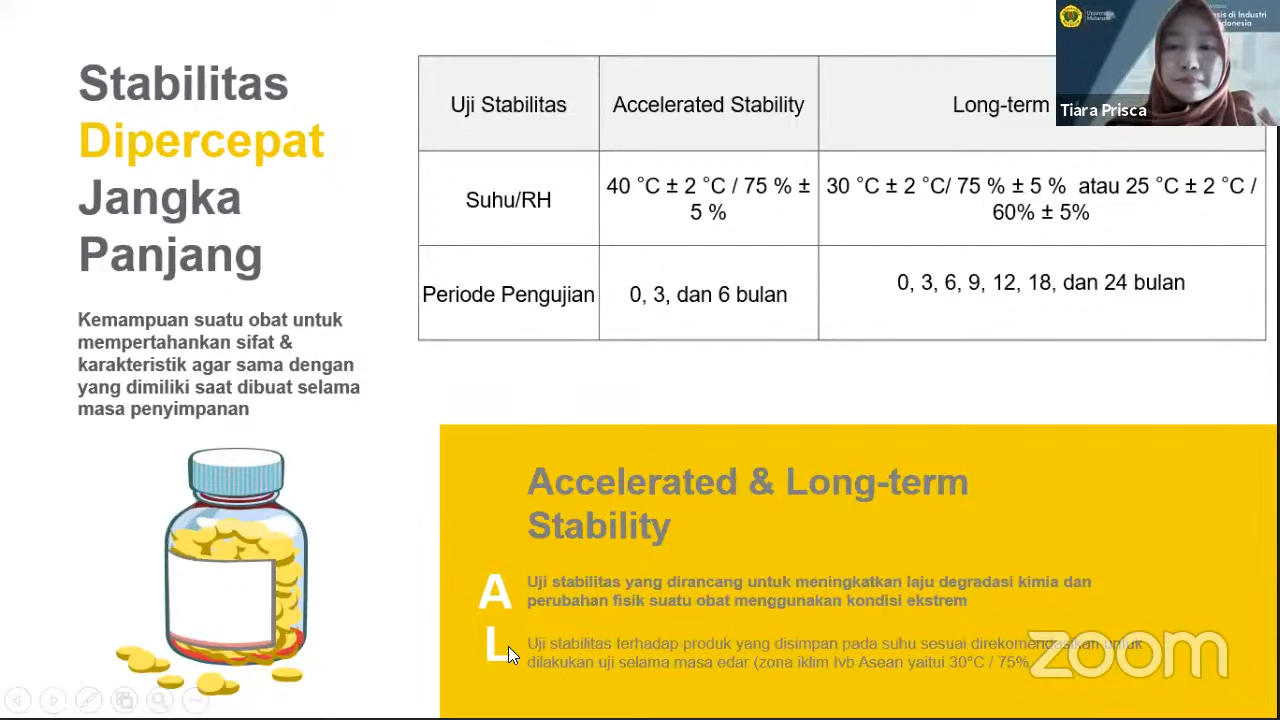 Stabilitas
Dipercepat
Jangka
Panjang
Kemampuan suatu obat untuk
mempertahankan sifat &
karakteristik agar sama dengan
yang dimiliki saat dibuat selama
masa penyimpanan
Uji Stabilitas
Accelerated Stability
Long-term
Suhu/RH
40 °C ± 2 °C / 75 % ±
5 %
30 °C ± 2 °C/ 75 % ± 5 % atau 25 °C ± 2 °C /
60% ± 5%
Periode Pengujian
0, 3, dan 6 bulan
0, 3, 6, 9, 12, 18, dan 24 bulan
Accelerated & Long-term
Stability
A
Uji stabilitas yang dirancang untuk meningkatkan laju degradasi kimia dan
perubahan fisik suatu obat menggunakan kondisi ekstrem
L
Uji stabilitas terhadap produk yang disimpan pada suhu sesuai direkomendasikan untuk
dilakukan uji selama masa edar (zona iklim Ivb Asean yaitui 30°C / 75%
di Industri
Tiara Prisca
zoom